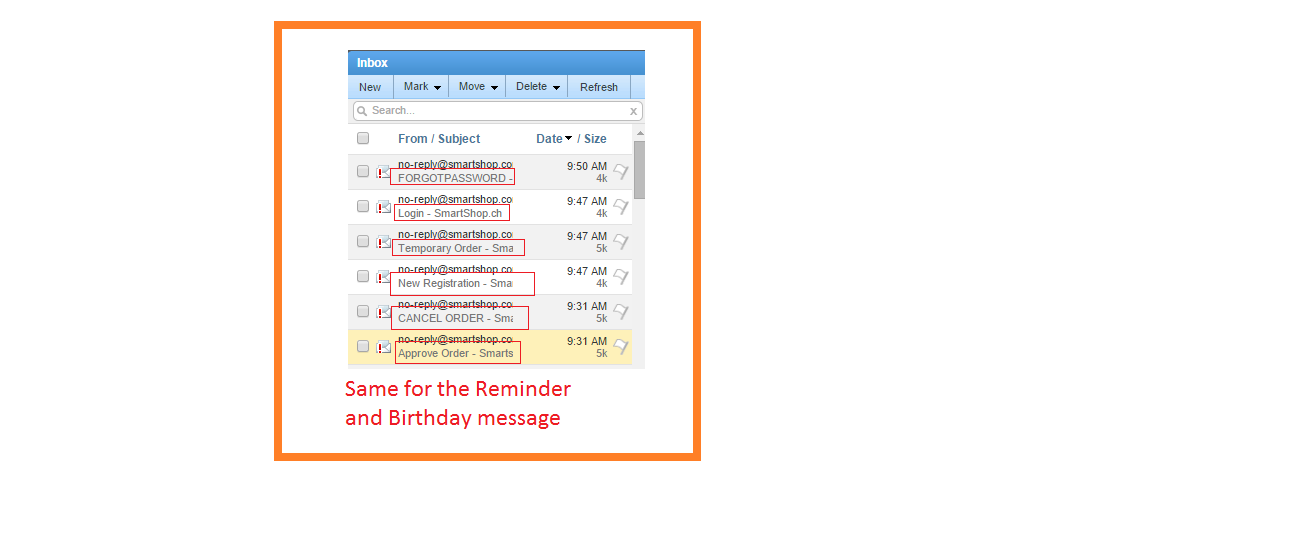 Inbox
New Mark Move Delete Refresh
Search... x
From / Subject Date / Size
no-reply@smartshop.co 9:50 AM
FORGOTPASSWORD - 4k
no-reply@smartshop.co 9:47 AM
Login - SmartShop.ch 4k
no-reply@smartshop.co 9:47 AM
Temporary Order - Sma 5k
no-reply@smartshop.co 9:47 AM
New Registration - Smar 4k
no-reply@smartshop.co 9:31 AM
CANCEL ORDER - Sma 5k
no-reply@smartshop.co 9:31 AM
Approve Order - Smarts 5k
Same for the Reminder
and Birthday message